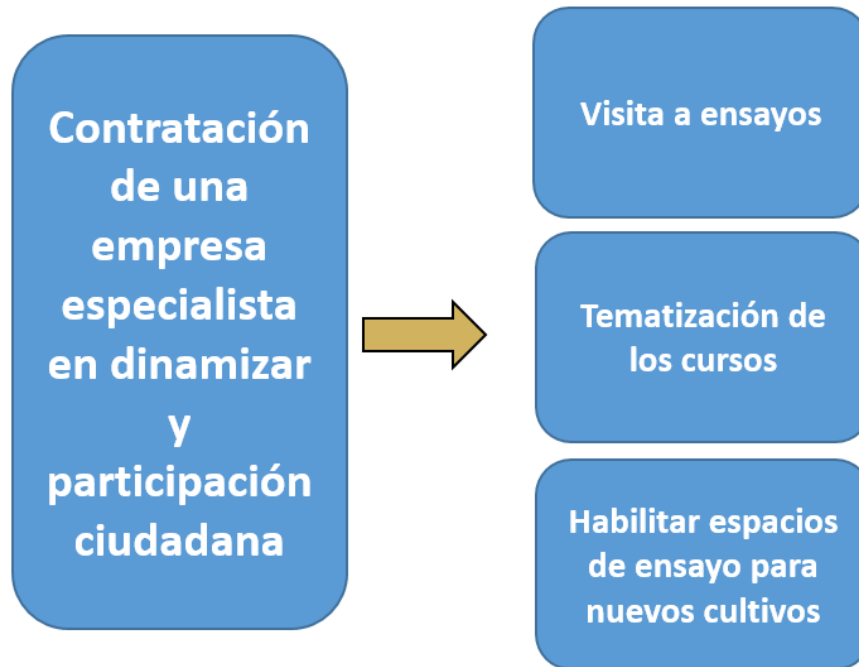 Contratación
de una
empresa
especialista
en dinamizar
y
participación
ciudadana
Visita a ensayos
Tematización de
los cursos
Habilitar espacios
de ensayo para
nuevos cultivos